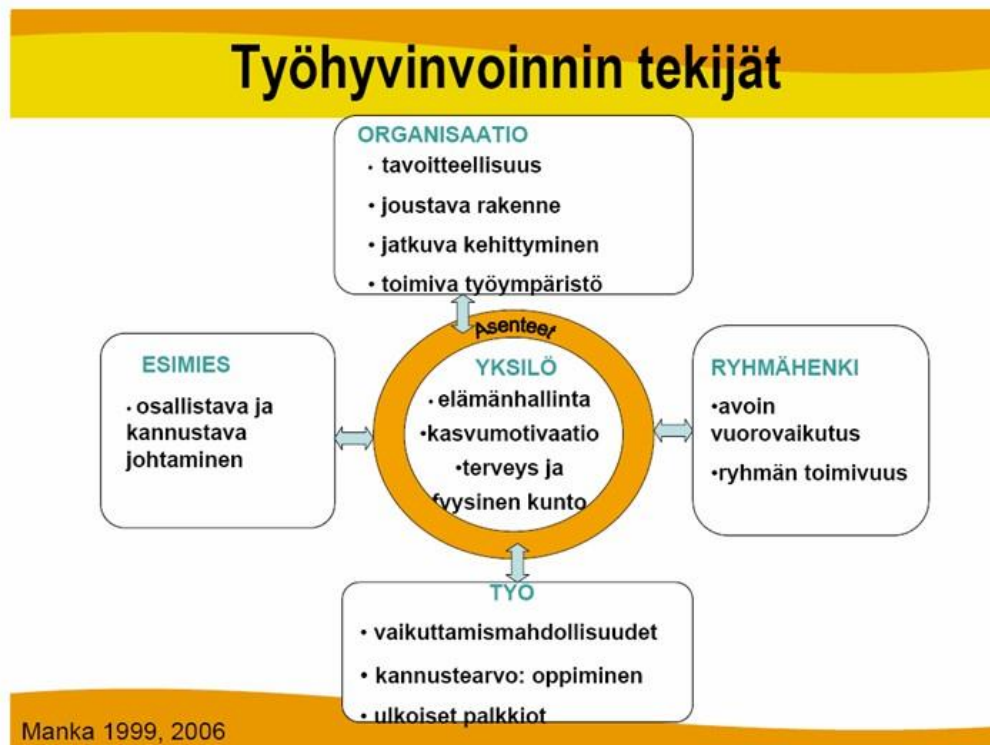 Työhyvinvoinnin tekijät
ORGANISAATIO
• tavoitteellisuus
• joustava rakenne
• jatkuva kehittyminen
• toimiva työympäristö
Asenteet
ESIMIES
• osallistava ja
kannustava
johtaminen
YKSILÖ
• elämänhallinta
•kasvumotivaatio
•terveys ja
fyysinen kunto
RYHMÄHENKI
•avoin
vuorovaikutus
•ryhmän toimivuus
TYÖ
• vaikuttamismahdollisuudet
• kannustearvo: oppiminen
• ulkoiset palkkiot
Manka 1999, 2006